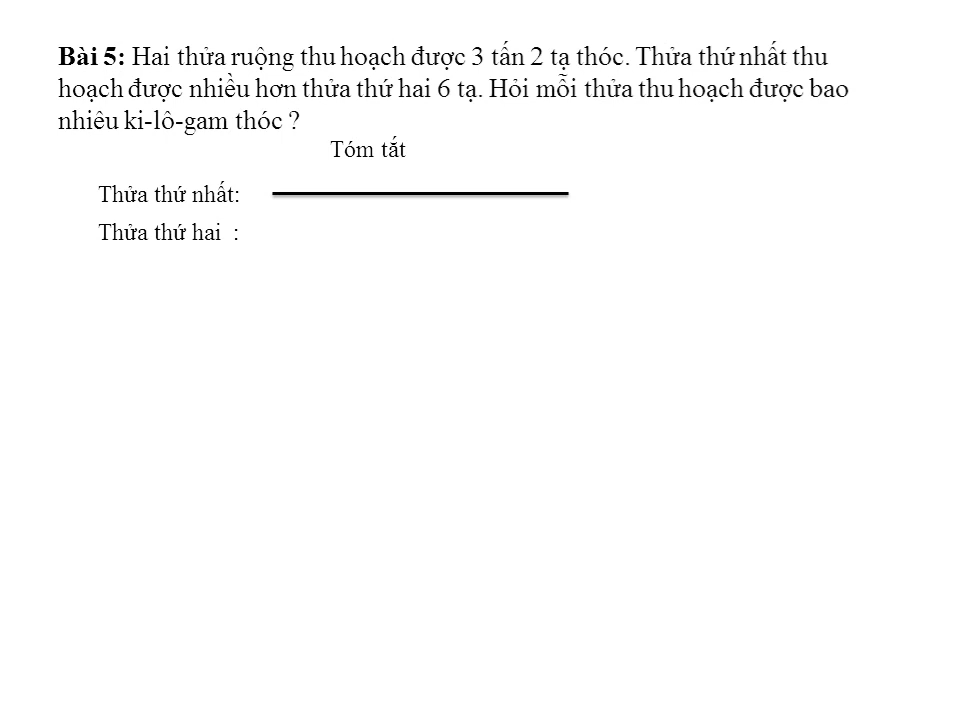 Bài 5: Hai thửa ruộng thu hoạch được 3 tấn 2 tạ thóc. Thửa thứ nhất thu
hoạch được nhiều hơn thửa thứ hai 6 tạ. Hỏi mỗi thửa thu hoạch được bao
nhiêu ki-lô-gam thóc ?
Tóm tắt
Thửa thứ nhất:
Thửa thứ hai :